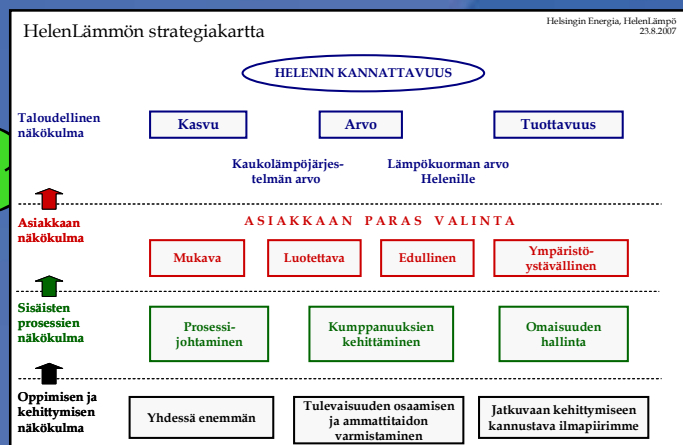 HelenLämmön strategiakartta
Helsingin Energia, HelenLämpö
23.8.2007
HELENIN KANNATTAVUUS
Taloudellinen
näkökulma
Kasvu
Arvo
Tuottavuus
Kaukolämpöjärjes-
telmän arvo
Lämpökuorman arvo
Helenille
Asiakkaan
näkökulma
ASIAKKAAN PARAS VALINTA
Mukava
Luotettava
Edullinen
Ympäristö-
ystävällinen
Sisäisten
prosessien
näkökulma
Prosessi-
johtaminen
Kumppanuuksien
kehittäminen
Omaisuuden
hallinta
Oppimisen ja
kehittymisen
näkökulma
Yhdessä enemmän
Tulevaisuuden osaamisen
ja ammattitaidon
varmistaminen
Jatkuvaan kehittymiseen
kannustava ilmapiirimme